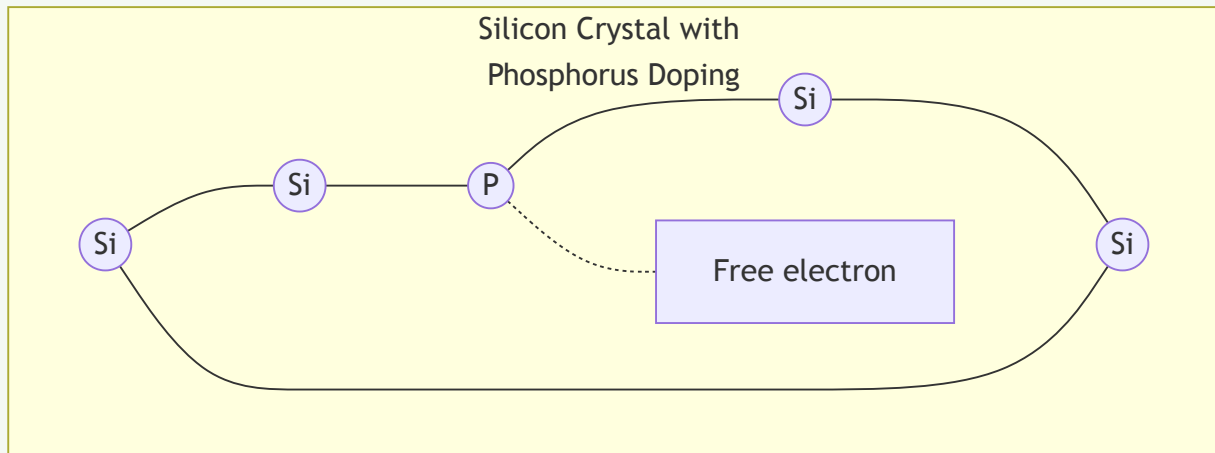 Silicon Crystal with
Phosphorus Doping
Si
Si
P
Si
Si
Free electron